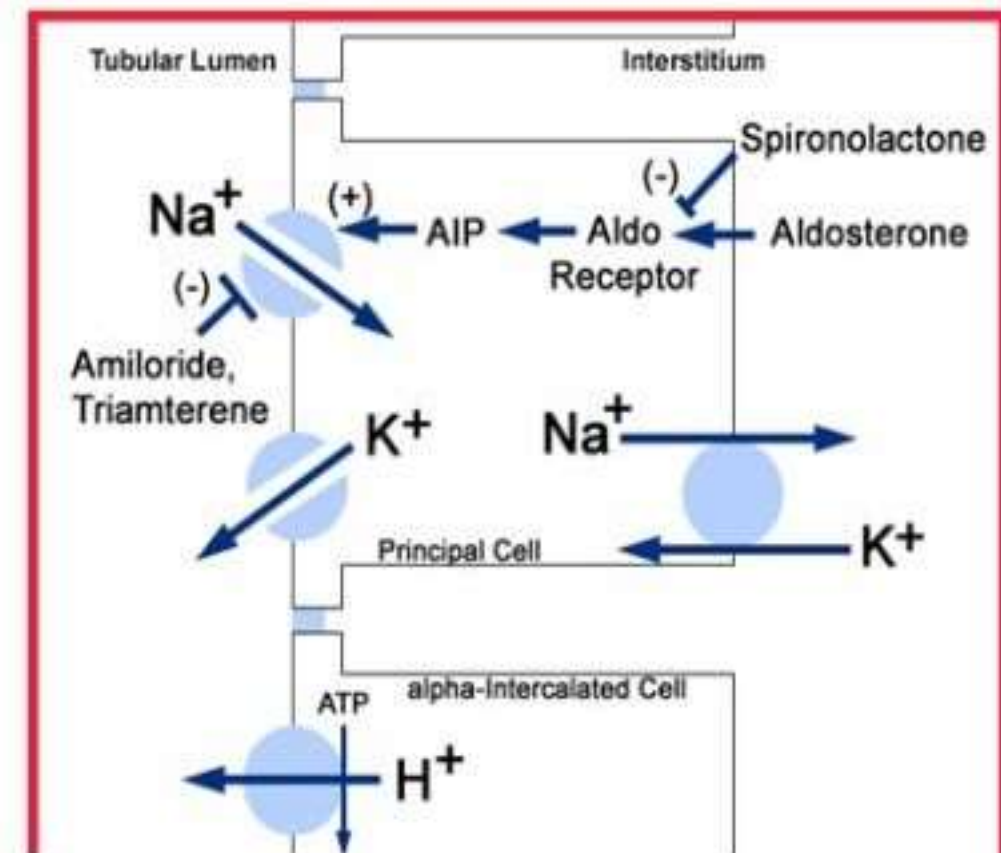 Tubular Lumen
Interstitium
Spironolactone
(-)
Na+
(+)
AIP
Aldo
Receptor
Aldosterone
(-)
Amiloride,
Triamterene
K+
Na+
K+
Principal Cell
alpha-Intercalated Cell
ATP
H+